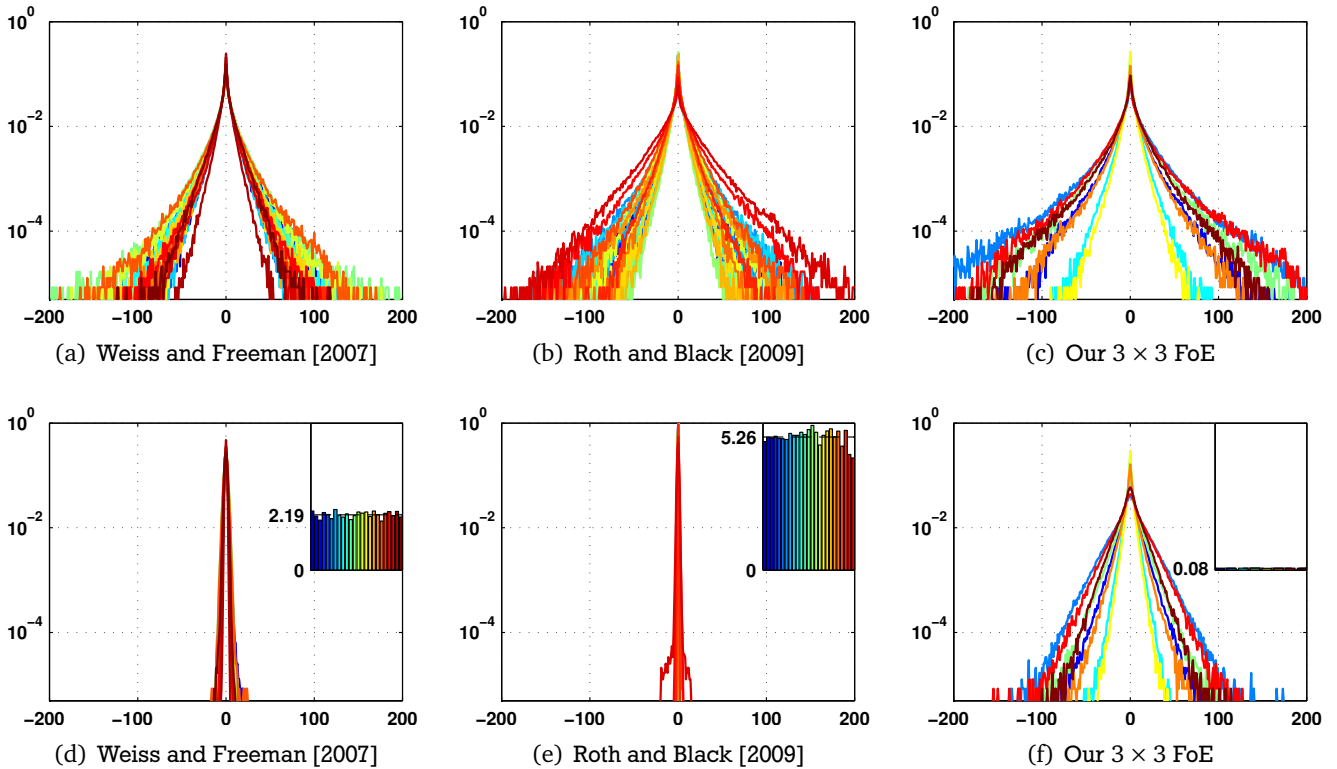 10^0 10^0 10^0
10^−2 10^−2 10^−2
10^−4 10^−4 10^−4
−200 −100 0 100 200 −200 −100 0 100 200 −200 −100 0 100 200
(a) Weiss and Freeman [2007] (b) Roth and Black [2009] (c) Our 3 × 3 FoE
10^0 10^0 10^0
5.26
10^−2 10^−2 10^−2
2.19
0 0 0.08
10^−4 10^−4 10^−4
−200 −100 0 100 200 −200 −100 0 100 200 −200 −100 0 100 200
(d) Weiss and Freeman [2007] (e) Roth and Black [2009] (f) Our 3 × 3 FoE